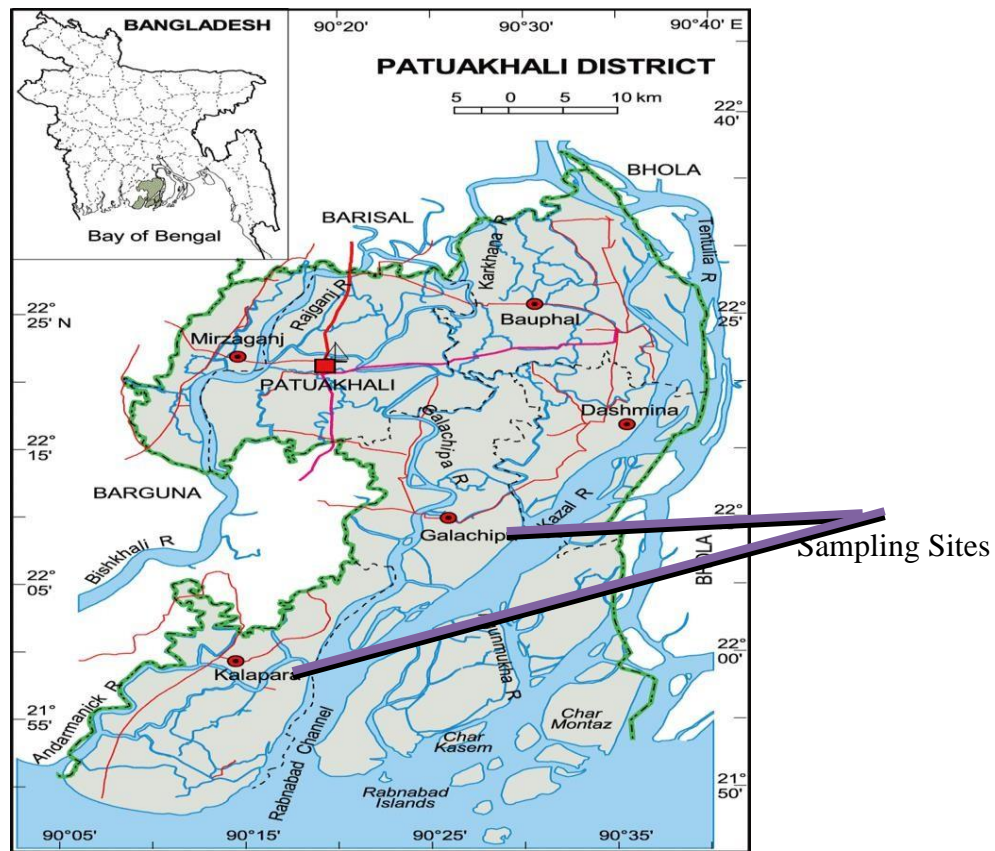 BANGLADESH
Bay of Bengal
90°20'
90°30'
90°40' E
PATUAKHALI DISTRICT
5 0 5 10 km
22°
40'
BHOLA
BARISAL
Karkhana R
Tentulia R
22°
25' N
Rajganj R
Bauphal
22°
25'
Mirzaganj
PATUAKHALI
Dashmina
Galachipa R
22°
15'
BARGUNA
Kazal R
22°
Galachip
Sampling Sites
BHOLA
Bishkhali R
22°
05'
22°
00'
Kalapara
Andarmanick R
21°
55'
Rabnabad Channel
Char
Kasem
Char
Montaz
Rabnabad
Islands
21°
50'
90°05'
90°15'
90°25'
90°35'